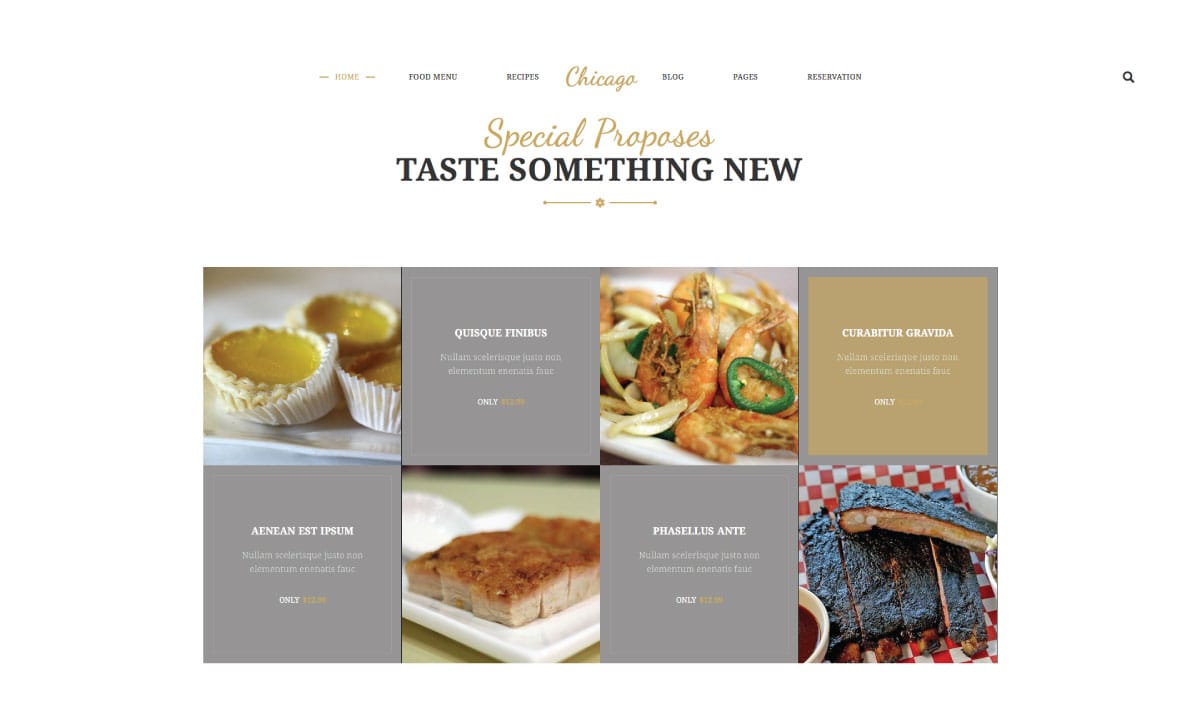 HOME FOOD MENU RECIPES Chicago BLOG PAGES RESERVATION
Special Proposes
TASTE SOMETHING NEW
QUISQUE FINIBUS
Nullam scelerisque justo non
elementum enenatis fauc
ONLY $12.99
CURABITUR GRAVIDA
Nullam scelerisque justo non
elementum enenatis fauc
ONLY $12.99
AENEAN EST IPSUM
Nullam scelerisque justo non
elementum enenatis fauc
ONLY $12.99
PHASELLUS ANTE
Nullam scelerisque justo non
elementum enenatis fauc
ONLY $12.99